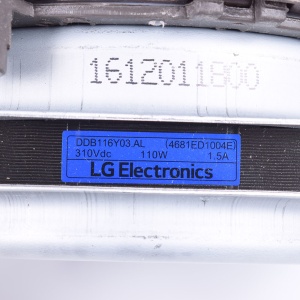 1612011800
DDB116Y03.AL (4681ED1004E)
310Vdc 110W 1.5A
LG Electronics